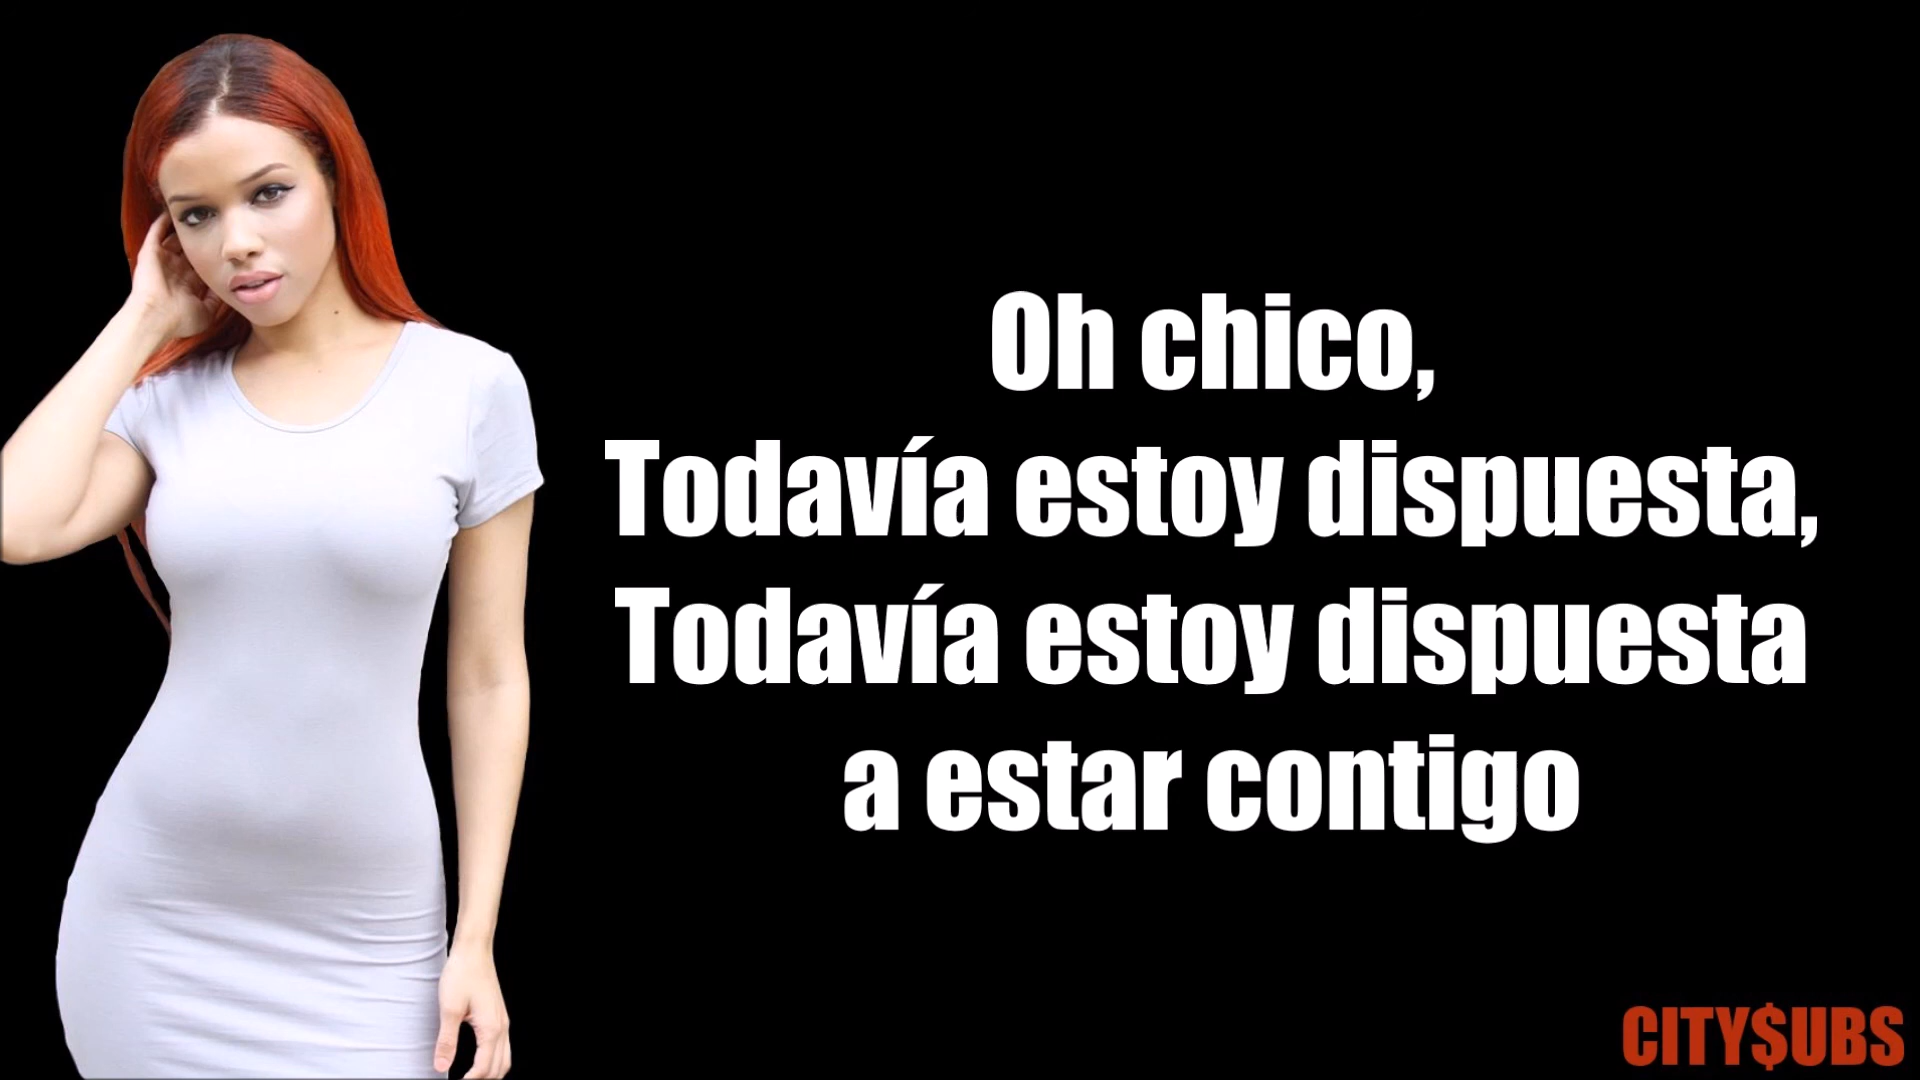 Oh chico,
Todavía estoy dispuesta,
Todavía estoy dispuesta
a estar contigo
CITY$UBS